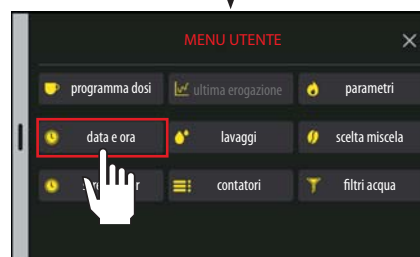 MENU UTENTE
programma dosi
ultima erogazione
parametri
data e ora
lavaggi
scelta miscela
contatori
filtri acqua